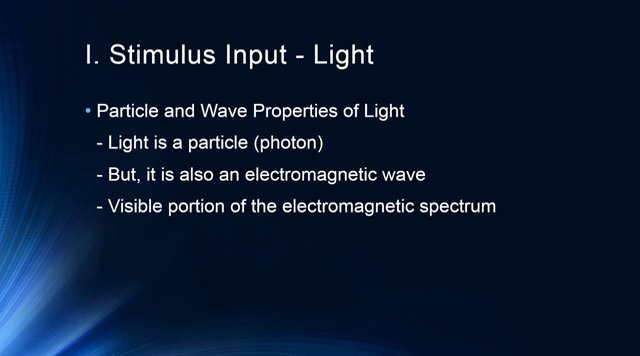 I. Stimulus Input - Light
• Particle and Wave Properties of Light
- Light is a particle (photon)
- But, it is also an electromagnetic wave
- Visible portion of the electromagnetic spectrum